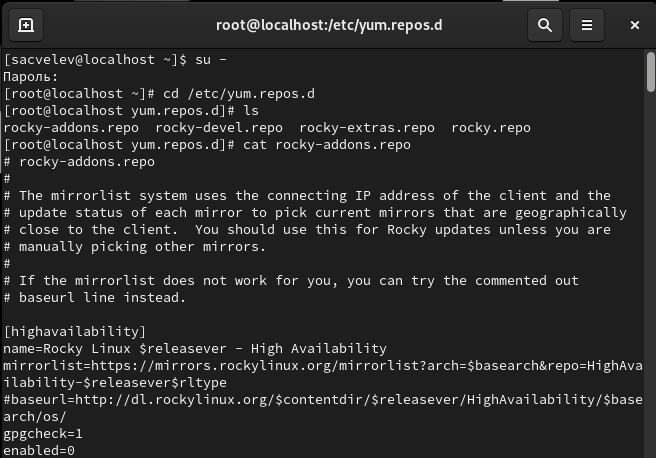 root@localhost:/etc/yum.repos.d
[sacvelev@localhost ~]$ su -
Пароль:
[root@localhost ~]# cd /etc/yum.repos.d
[root@localhost yum.repos.d]# ls
rocky-addons.repo  rocky-devel.repo  rocky-extras.repo  rocky.repo
[root@localhost yum.repos.d]# cat rocky-addons.repo
# rocky-addons.repo
#
# The mirrorlist system uses the connecting IP address of the client and the
# update status of each mirror to pick current mirrors that are geographically
# close to the client.  You should use this for Rocky updates unless you are
# manually picking other mirrors.
#
# If the mirrorlist does not work for you, you can try the commented out
# baseurl line instead.
[highavailability]
name=Rocky Linux $releasever - High Availability
mirrorlist=https://mirrors.rockylinux.org/mirrorlist?arch=$basearch&repo=HighAva
ilability-$releasever$rltype
#baseurl=http://dl.rockylinux.org/$contentdir/$releasever/HighAvailability/$base
arch/os/
gpgcheck=1
enabled=0